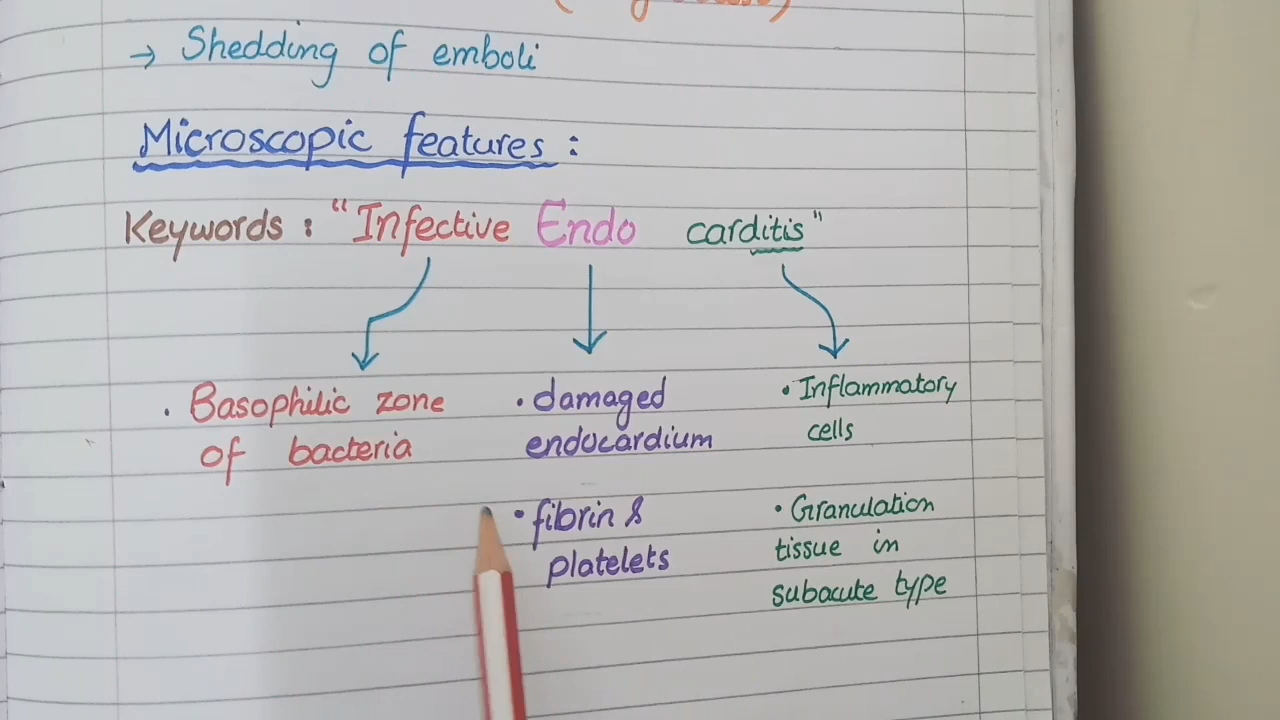 → Shedding of emboli
Microscopic features :
Keywords : "Infective Endo carditis"
• Basophilic zone
of bacteria
• damaged
endocardium
• fibrin &
platelets
• Inflammatory
cells
• Granulation
tissue in
subacute type